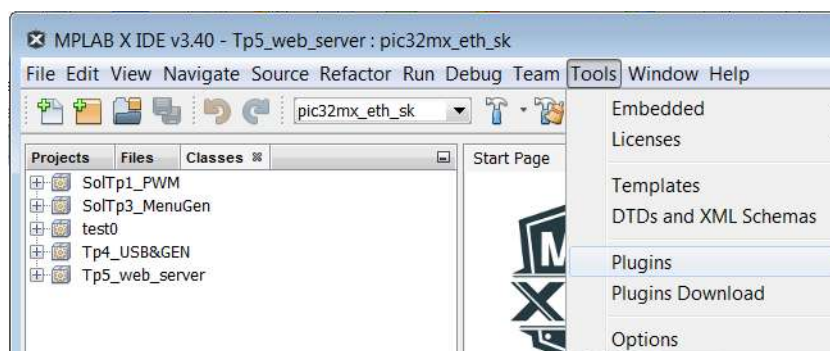 MPLAB X IDE v3.40 - Tp5_web_server : pic32mx_eth_sk
File Edit View Navigate Source Refactor Run Debug Team Tools Window Help
pic32mx_eth_sk
Embedded
Licenses
Templates
DTDs and XML Schemas
Plugins
Plugins Download
Options
Projects Files Classes
Start Page
SolTp1_PWM
SolTp3_MenuGen
test0
Tp4_USB&GEN
Tp5_web_server